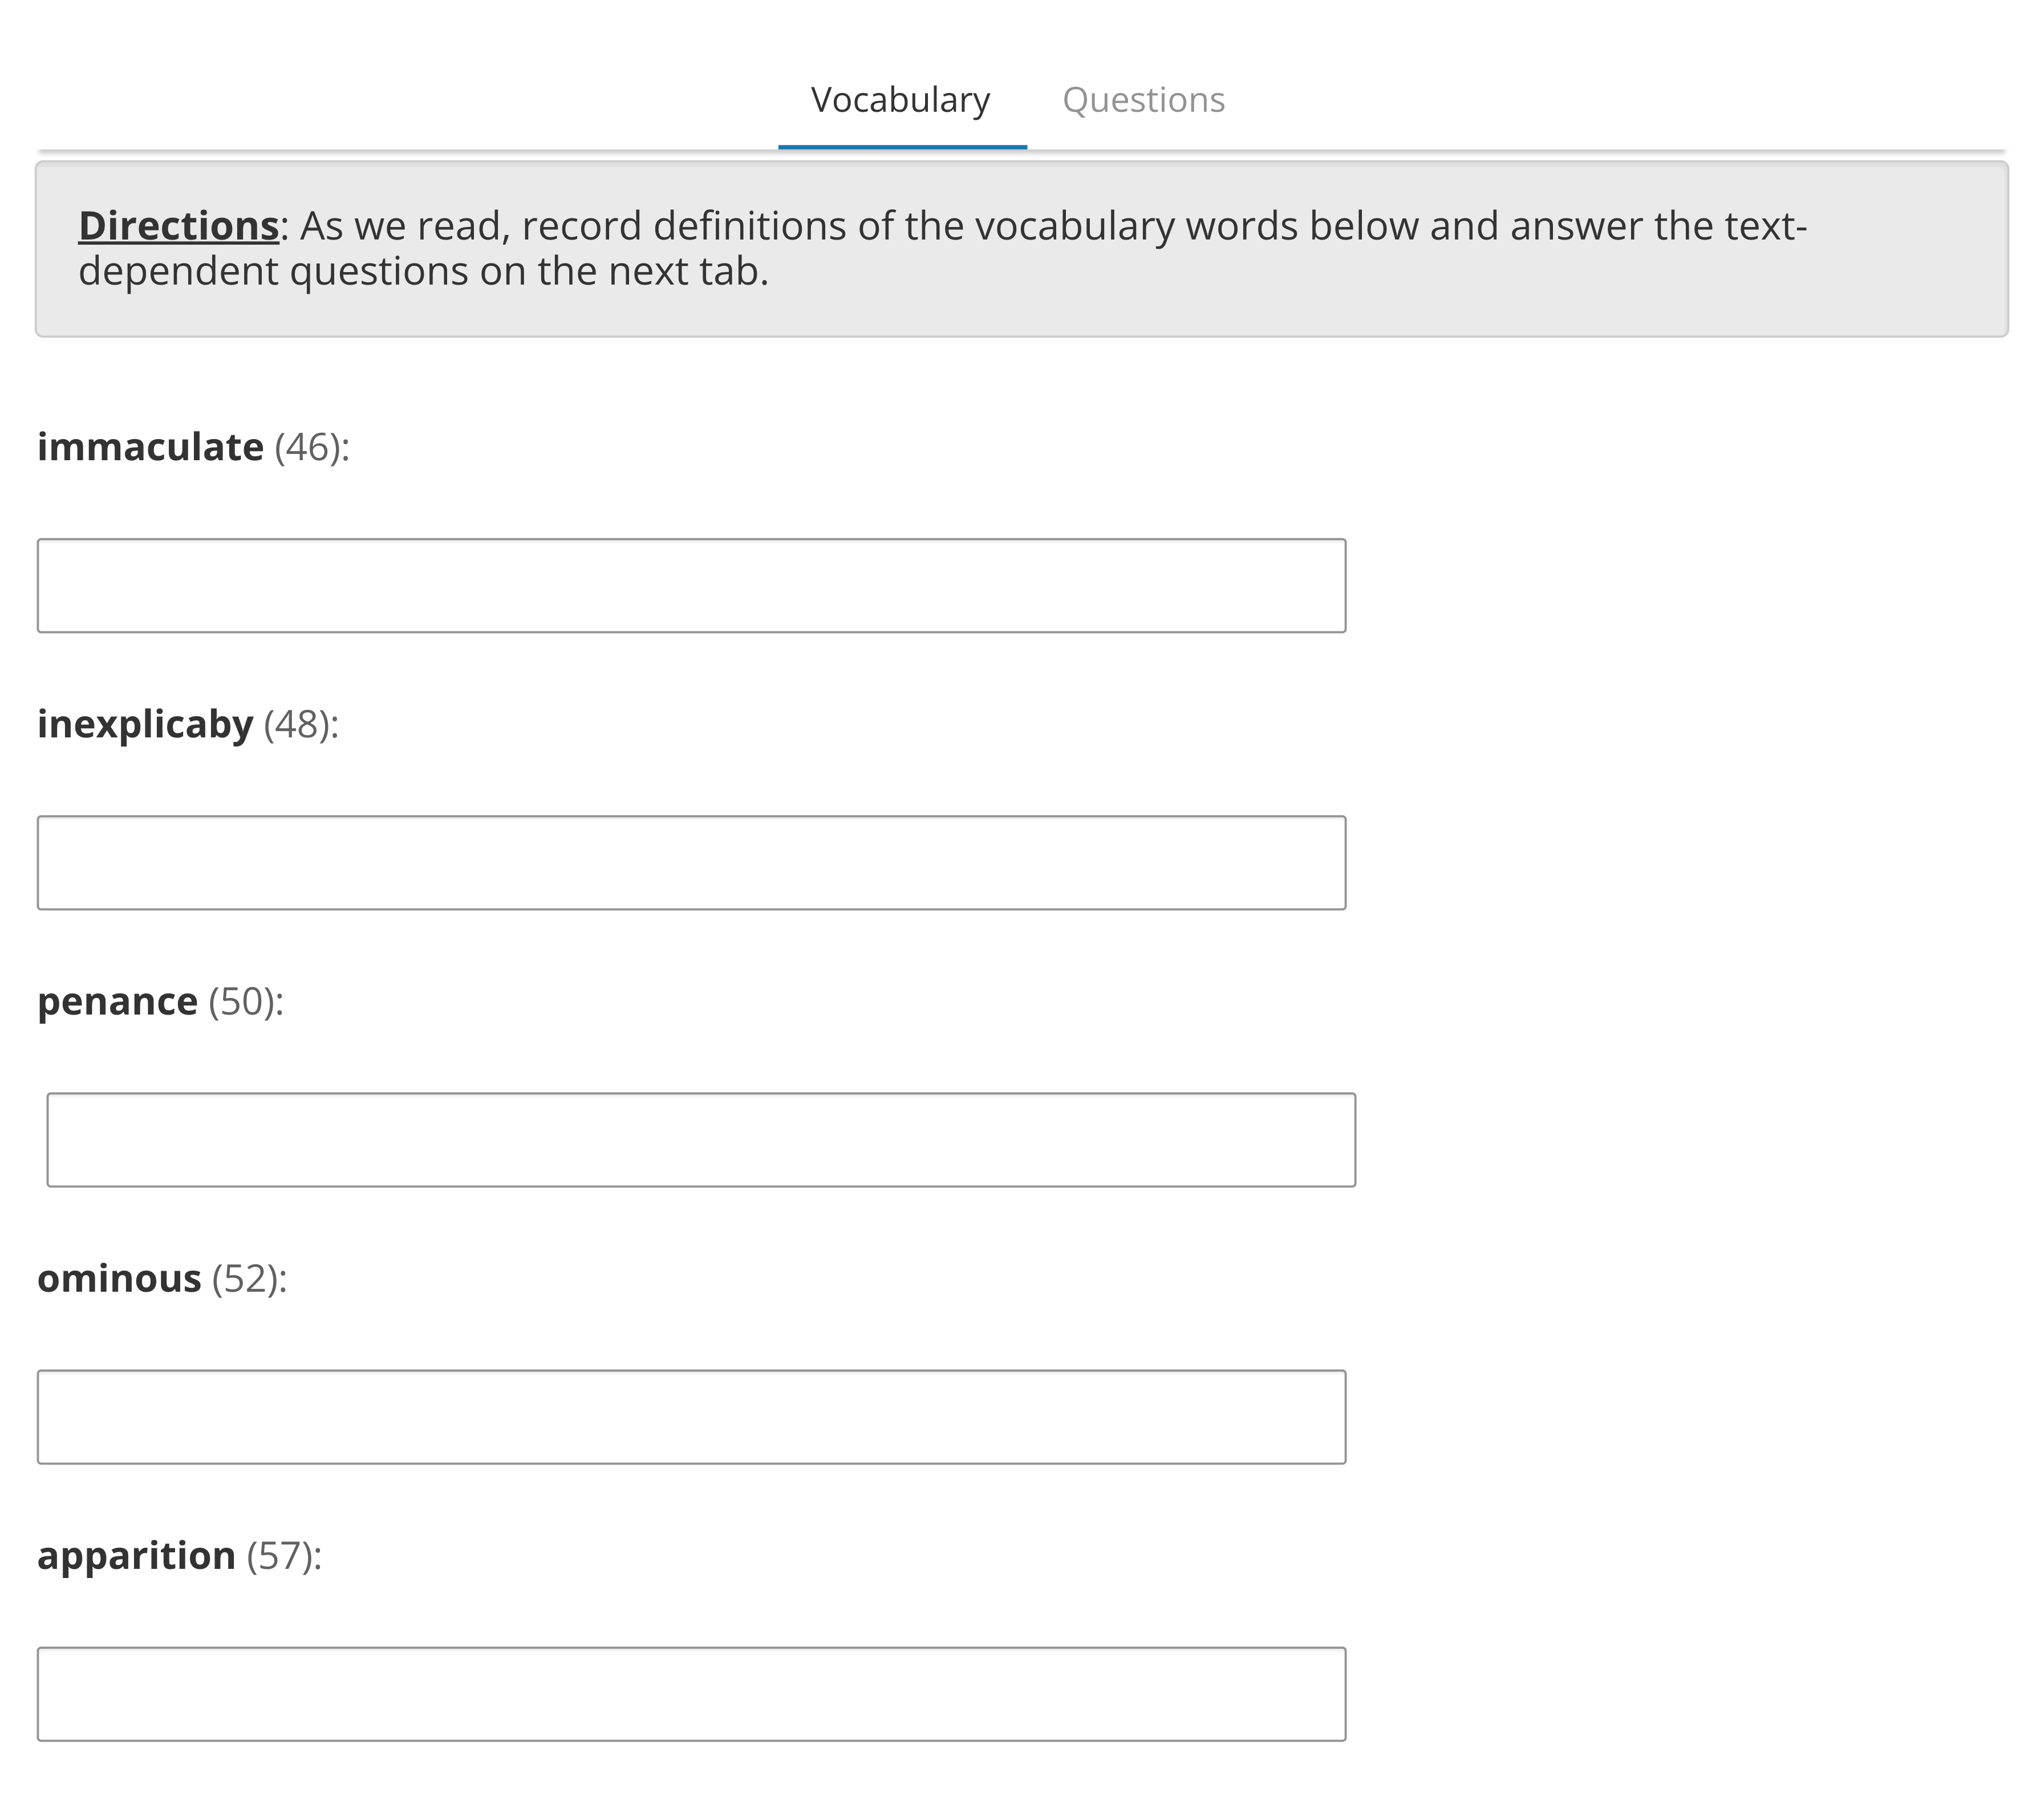 Vocabulary Questions
Directions: As we read, record definitions of the vocabulary words below and answer the text-
dependent questions on the next tab.
immaculate (46):
inexplicaby (48):
penance (50):
ominous (52):
apparition (57):